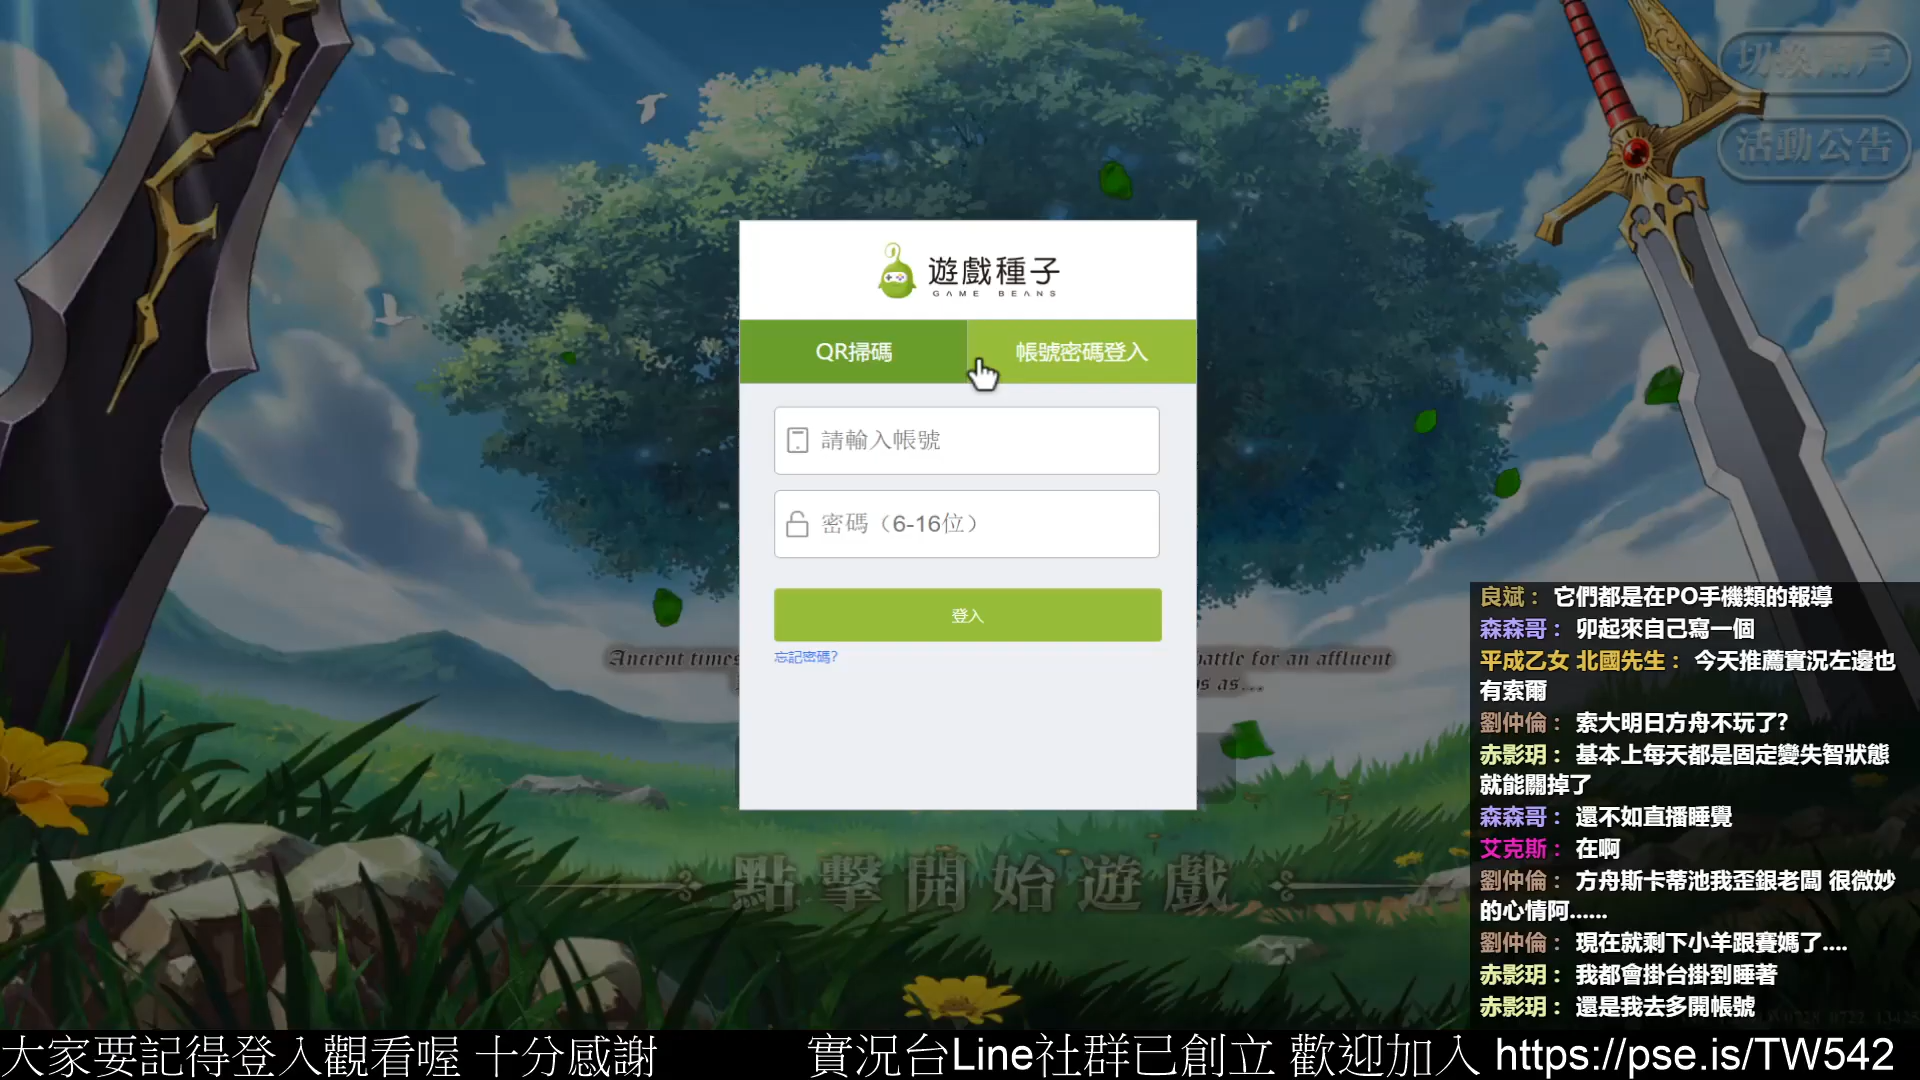 切換帳戶
活動公告
遊戲種子
GAME BEANS
QR掃碼
帳號密碼登入
請輸入帳號
密碼（6-16位）
登入
忘記密碼?
Ancient times
battle for an affluent
as...
點擊開始遊戲
良斌： 它們都是在PO手機類的報導
森森哥： 卯起來自己寫一個
平成乙女 北國先生： 今天推薦實況左邊也
有索爾
劉仲倫： 索大明日方舟不玩了?
赤影玥： 基本上每天都是固定變失智狀態
就能關掉了
森森哥： 還不如直播睡覺
艾克斯： 在啊
劉仲倫： 方舟斯卡蒂池我歪銀老闆 很微妙
的心情阿......
劉仲倫： 現在就剩下小羊跟賽媽了....
赤影玥： 我都會掛台掛到睡著
赤影玥： 還是我去多開帳號
大家要記得登入觀看喔 十分感謝
實況台Line社群已創立 歡迎加入 https://pse.is/TW542